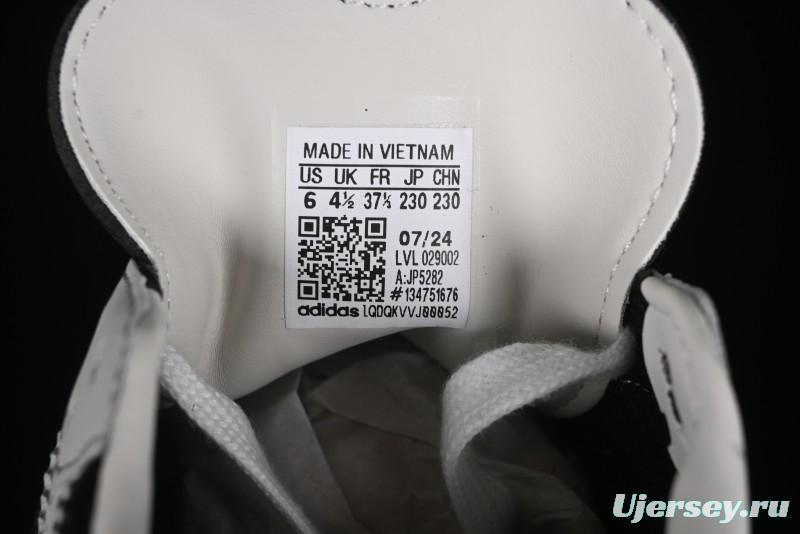 MADE IN VIETNAM
US UK FR JP CHN
6 4½ 37⅓ 230 230
07/24
LVL 029002
A:JP5282
#134751676
adidas 1QDQKVVJ00052
Ujersey.ru